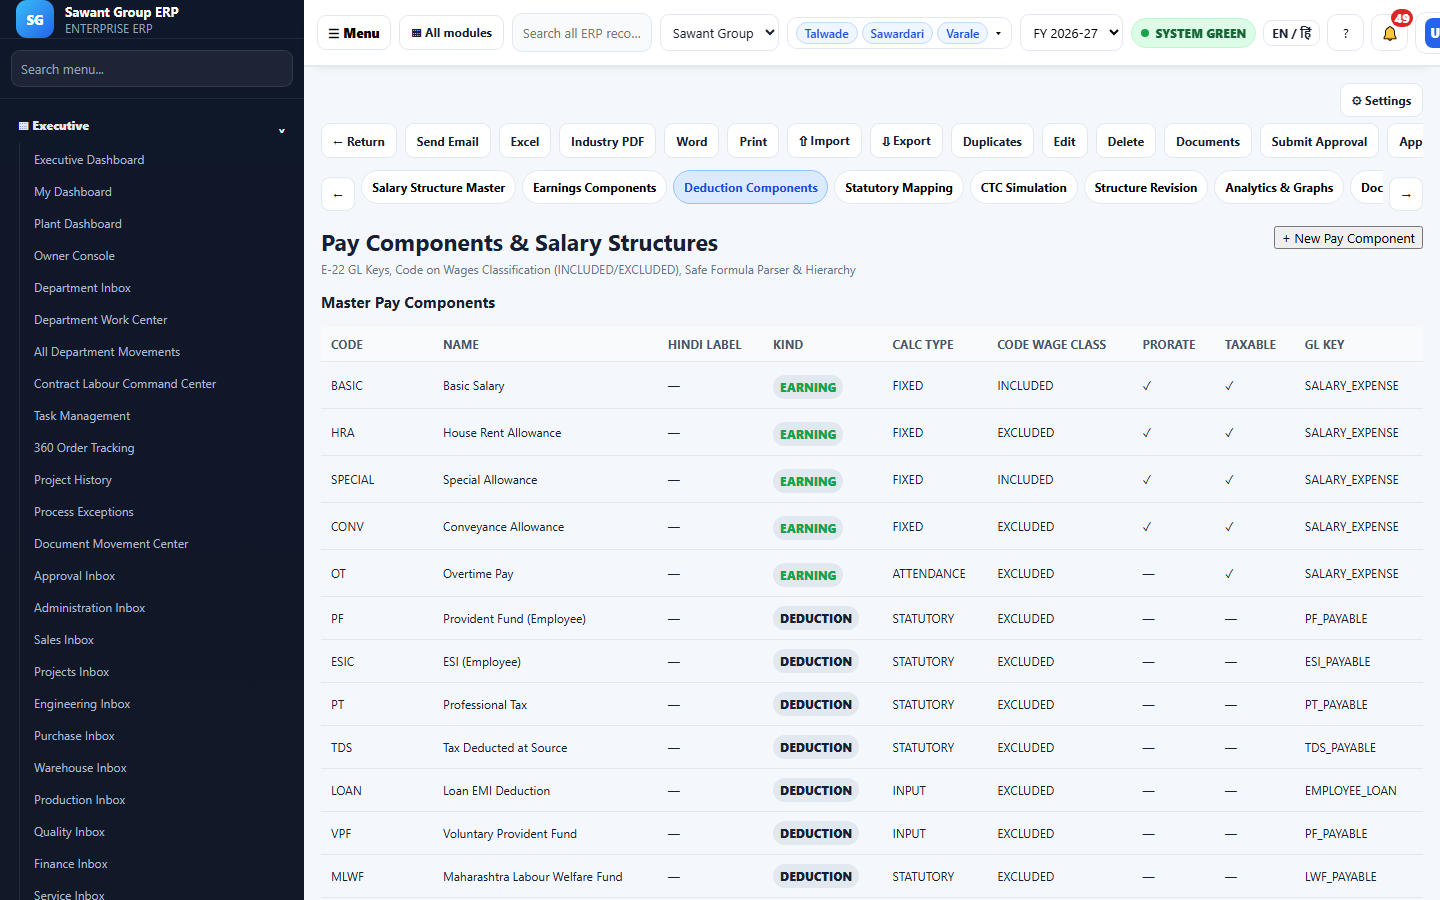 SG
Sawant Group ERP
ENTERPRISE ERP
Search menu...
Executive
Executive Dashboard
My Dashboard
Plant Dashboard
Owner Console
Department Inbox
Department Work Center
All Department Movements
Contract Labour Command Center
Task Management
360 Order Tracking
Project History
Process Exceptions
Document Movement Center
Approval Inbox
Administration Inbox
Sales Inbox
Projects Inbox
Engineering Inbox
Purchase Inbox
Warehouse Inbox
Production Inbox
Quality Inbox
Finance Inbox
Service Inbox
☰ Menu
All modules
Search all ERP reco...
Sawant Group
Talwade Sawardari Varale
FY 2026-27
SYSTEM GREEN
EN / हिं
?
49
U
⚙ Settings
← Return
Send Email
Excel
Industry PDF
Word
Print
⇧ Import
⇩ Export
Duplicates
Edit
Delete
Documents
Submit Approval
App
←
Salary Structure Master
Earnings Components
Deduction Components
Statutory Mapping
CTC Simulation
Structure Revision
Analytics & Graphs
Doc
→
Pay Components & Salary Structures
+ New Pay Component
E-22 GL Keys, Code on Wages Classification (INCLUDED/EXCLUDED), Safe Formula Parser & Hierarchy
Master Pay Components
CODE NAME HINDI LABEL KIND CALC TYPE CODE WAGE CLASS PRORATE TAXABLE GL KEY
BASIC Basic Salary — EARNING FIXED INCLUDED ✓ ✓ SALARY_EXPENSE
HRA House Rent Allowance — EARNING FIXED EXCLUDED ✓ ✓ SALARY_EXPENSE
SPECIAL Special Allowance — EARNING FIXED INCLUDED ✓ ✓ SALARY_EXPENSE
CONV Conveyance Allowance — EARNING FIXED EXCLUDED ✓ ✓ SALARY_EXPENSE
OT Overtime Pay — EARNING ATTENDANCE EXCLUDED — ✓ SALARY_EXPENSE
PF Provident Fund (Employee) — DEDUCTION STATUTORY EXCLUDED — — PF_PAYABLE
ESIC ESI (Employee) — DEDUCTION STATUTORY EXCLUDED — — ESI_PAYABLE
PT Professional Tax — DEDUCTION STATUTORY EXCLUDED — — PT_PAYABLE
TDS Tax Deducted at Source — DEDUCTION STATUTORY EXCLUDED — — TDS_PAYABLE
LOAN Loan EMI Deduction — DEDUCTION INPUT EXCLUDED — — EMPLOYEE_LOAN
VPF Voluntary Provident Fund — DEDUCTION INPUT EXCLUDED — — PF_PAYABLE
MLWF Maharashtra Labour Welfare Fund — DEDUCTION STATUTORY EXCLUDED — — LWF_PAYABLE